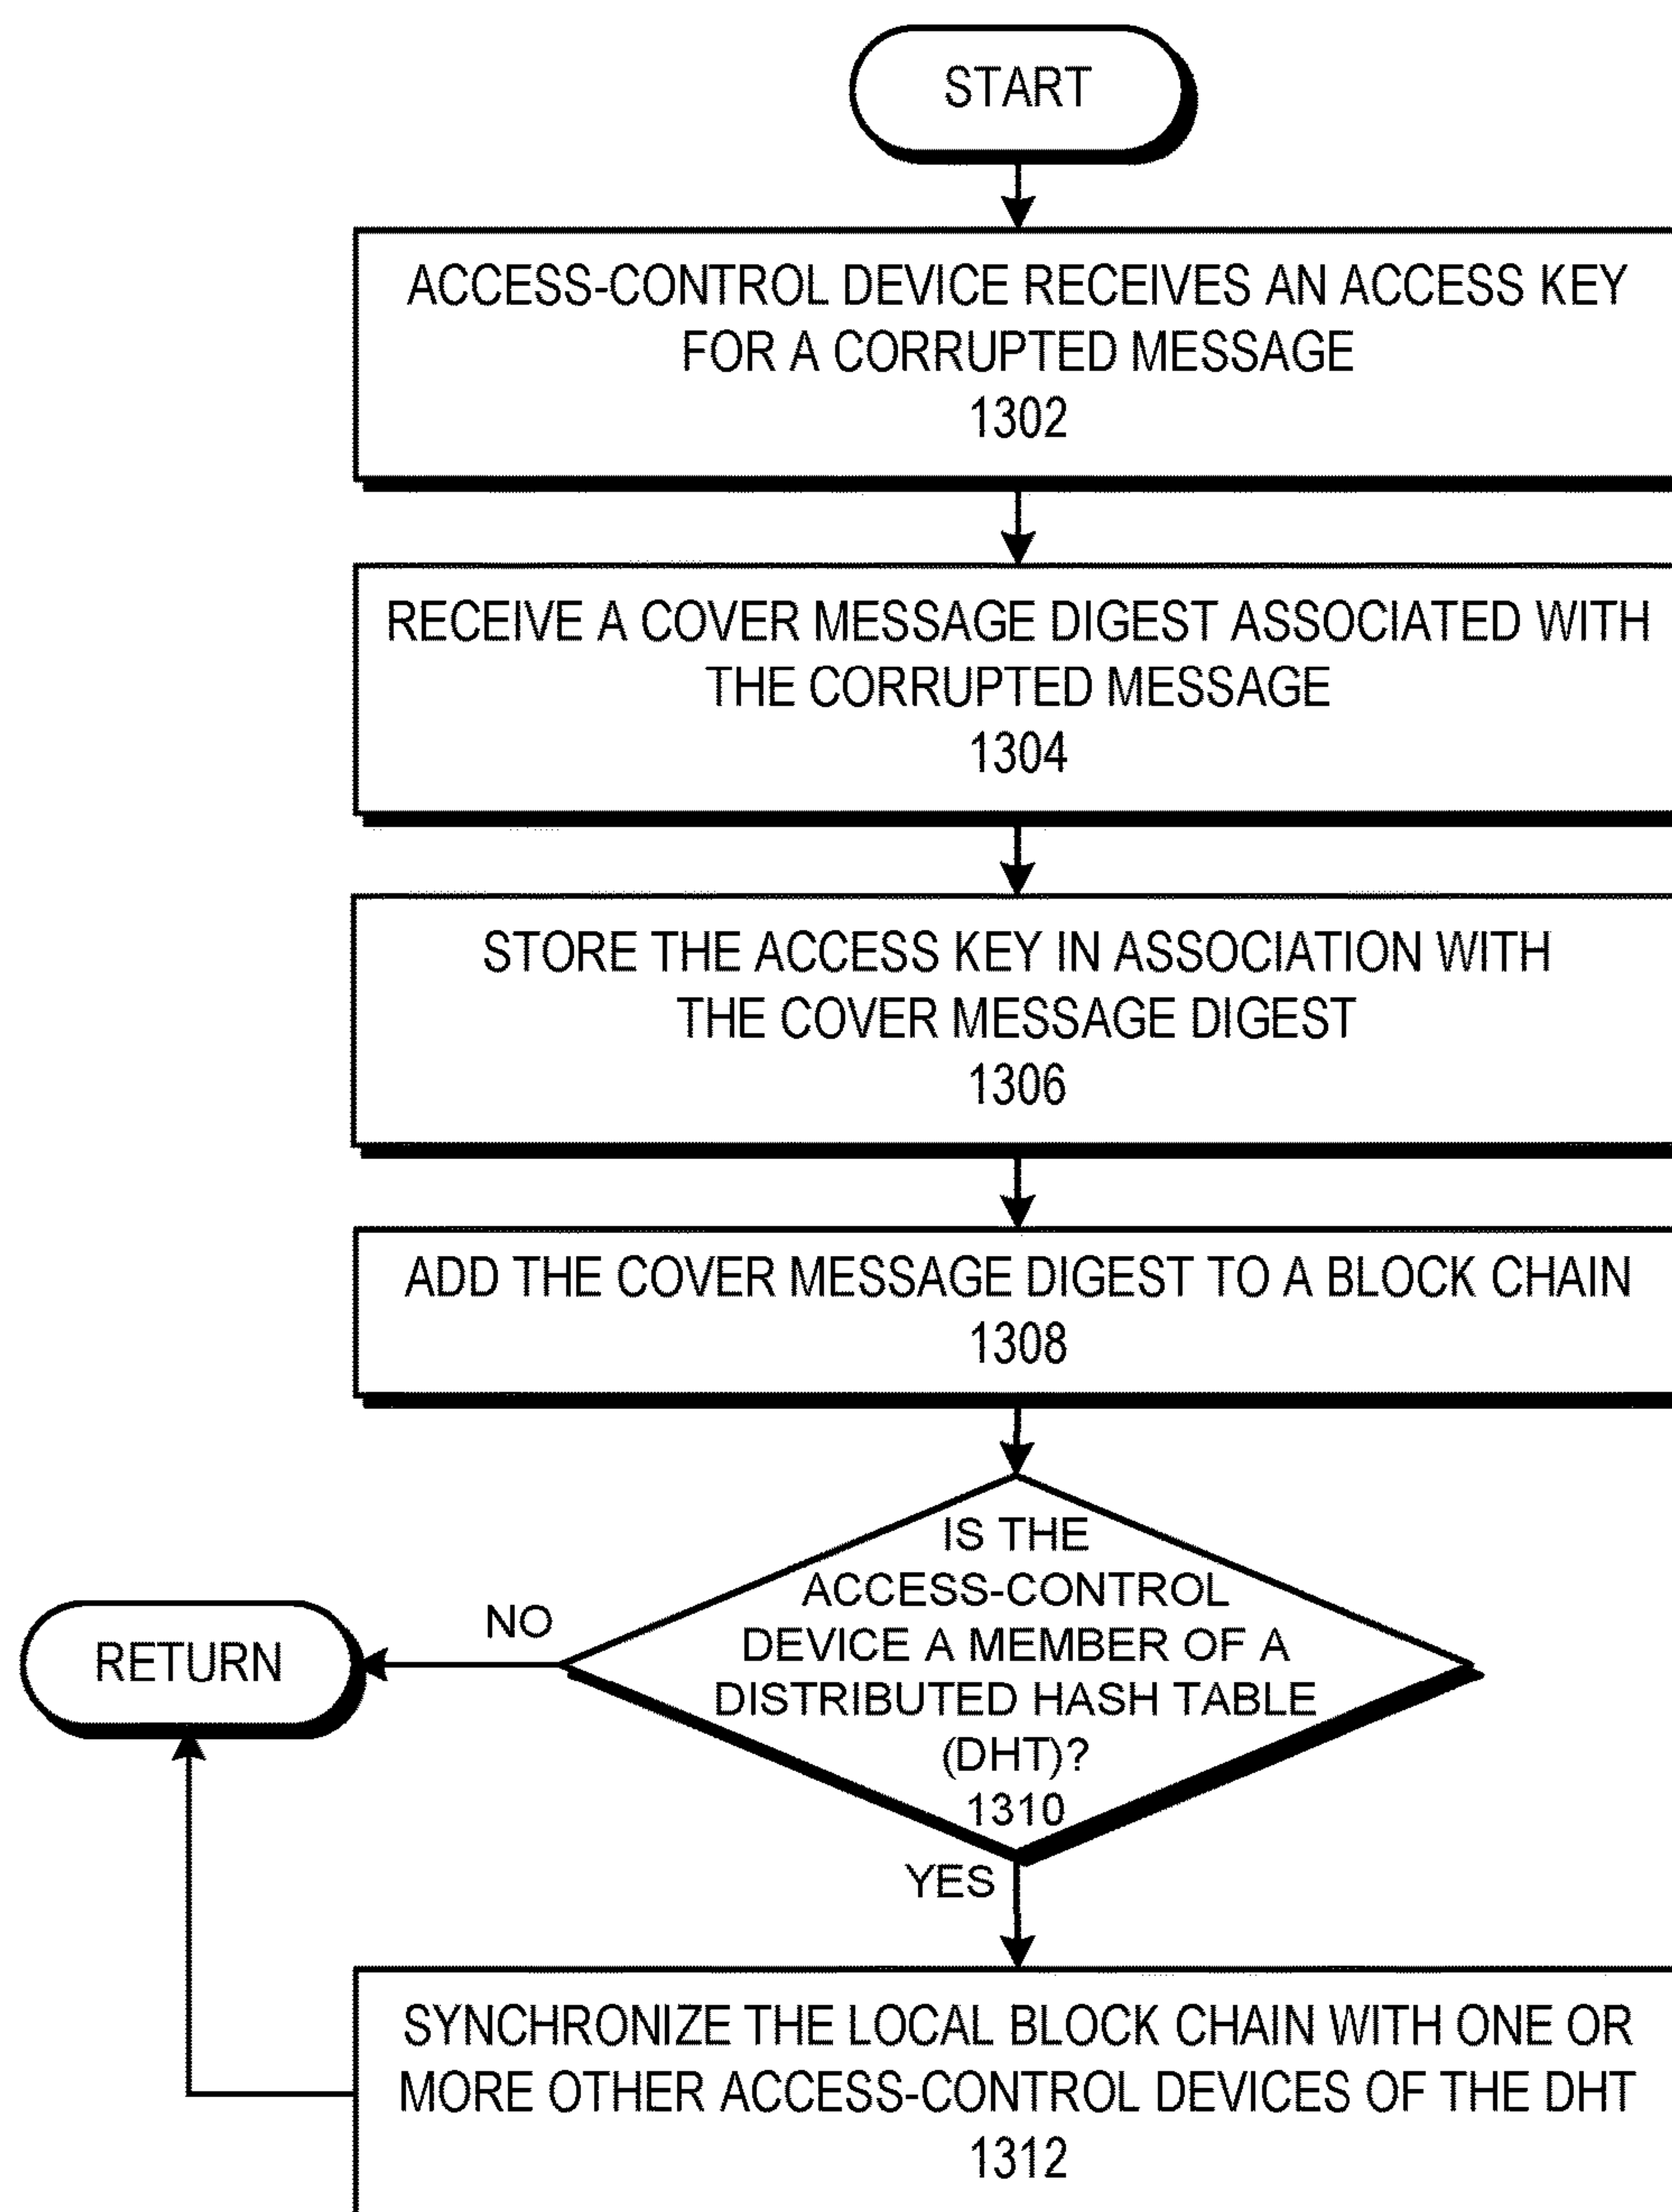 START
ACCESS-CONTROL DEVICE RECEIVES AN ACCESS KEY
FOR A CORRUPTED MESSAGE
1302
RECEIVE A COVER MESSAGE DIGEST ASSOCIATED WITH
THE CORRUPTED MESSAGE
1304
STORE THE ACCESS KEY IN ASSOCIATION WITH
THE COVER MESSAGE DIGEST
1306
ADD THE COVER MESSAGE DIGEST TO A BLOCK CHAIN
1308
IS THE
ACCESS-CONTROL
DEVICE A MEMBER OF A
DISTRIBUTED HASH TABLE
(DHT)?
1310
NO
RETURN
YES
SYNCHRONIZE THE LOCAL BLOCK CHAIN WITH ONE OR
MORE OTHER ACCESS-CONTROL DEVICES OF THE DHT
1312